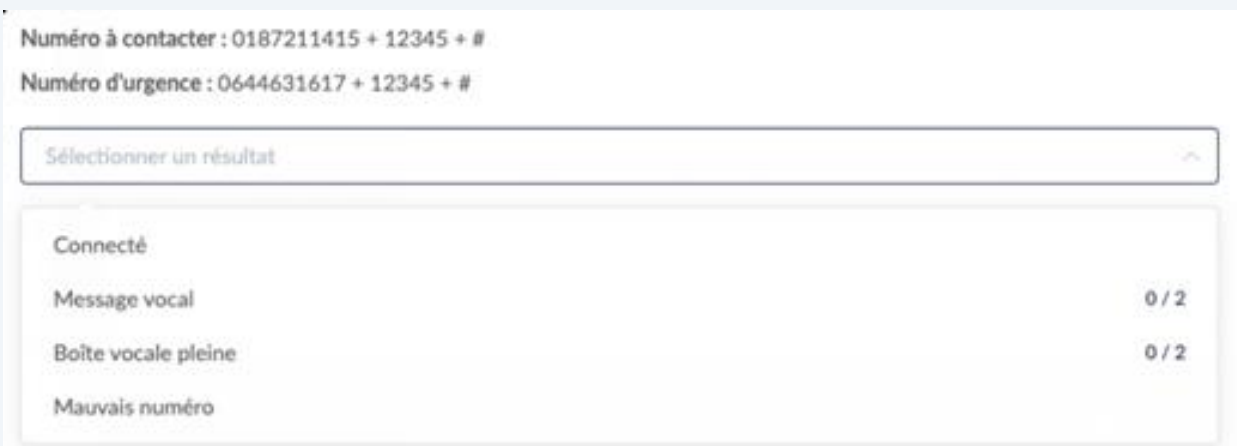 Numéro à contacter : 0187211415 + 12345 + #
Numéro d'urgence : 0644631617 + 12345 + #
Sélectionner un résultat
Connecté
Message vocal 0 / 2
Boîte vocale pleine 0 / 2
Mauvais numéro